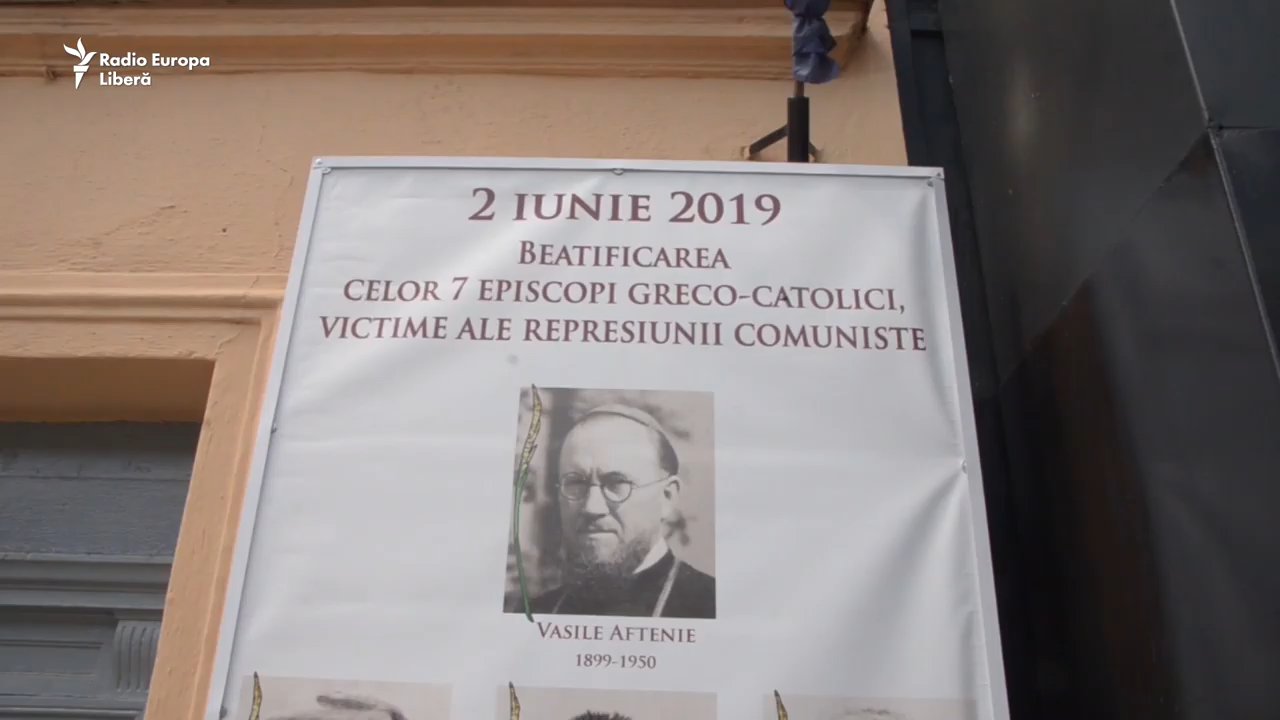 Radio Europa
Liberă
2 IUNIE 2019
BEATIFICAREA
CELOR 7 EPISCOPI GRECO-CATOLICI,
VICTIME ALE REPRESIUNII COMUNISTE
VASILE AFTENIE
1899-1950